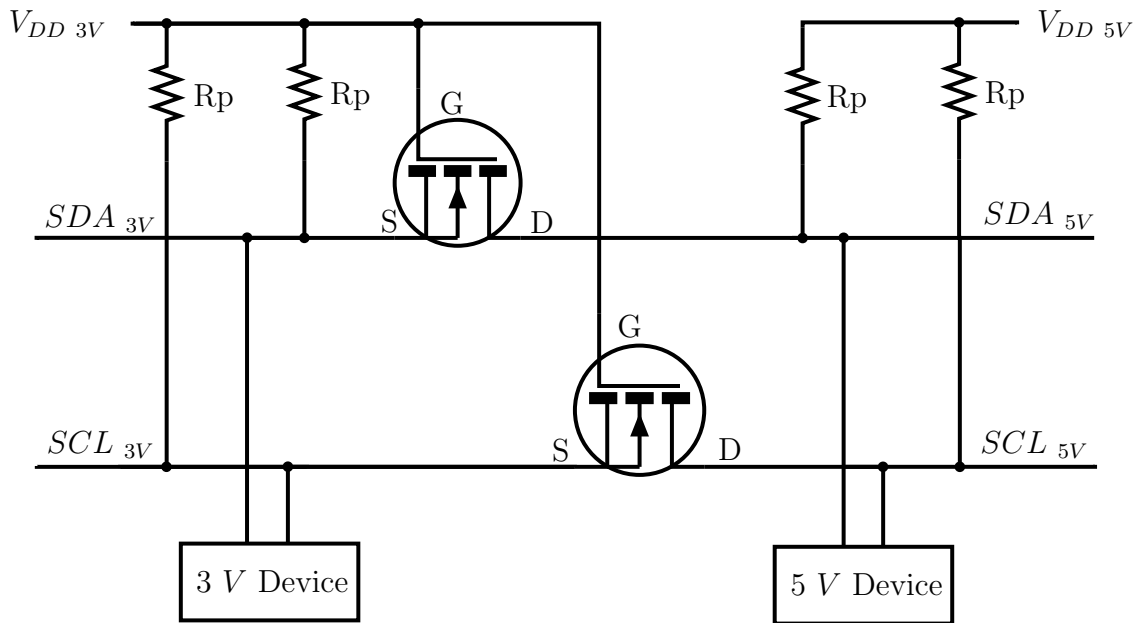 V_DD 3V
V_DD 5V
Rp
Rp
Rp
Rp
G
SDA 3V
S
D
SDA 5V
G
SCL 3V
S
D
SCL 5V
3 V Device
5 V Device